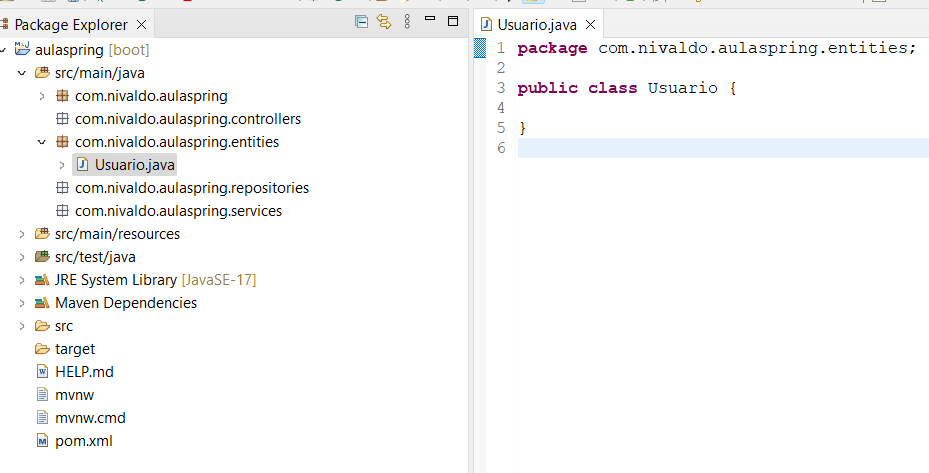 Package Explorer
aulaspring [boot]
src/main/java
com.nivaldo.aulaspring
com.nivaldo.aulaspring.controllers
com.nivaldo.aulaspring.entities
Usuario.java
com.nivaldo.aulaspring.repositories
com.nivaldo.aulaspring.services
src/main/resources
src/test/java
JRE System Library [JavaSE-17]
Maven Dependencies
src
target
HELP.md
mvnw
mvnw.cmd
pom.xml
Usuario.java
1 package com.nivaldo.aulaspring.entities;
2
3 public class Usuario {
4
5 }
6